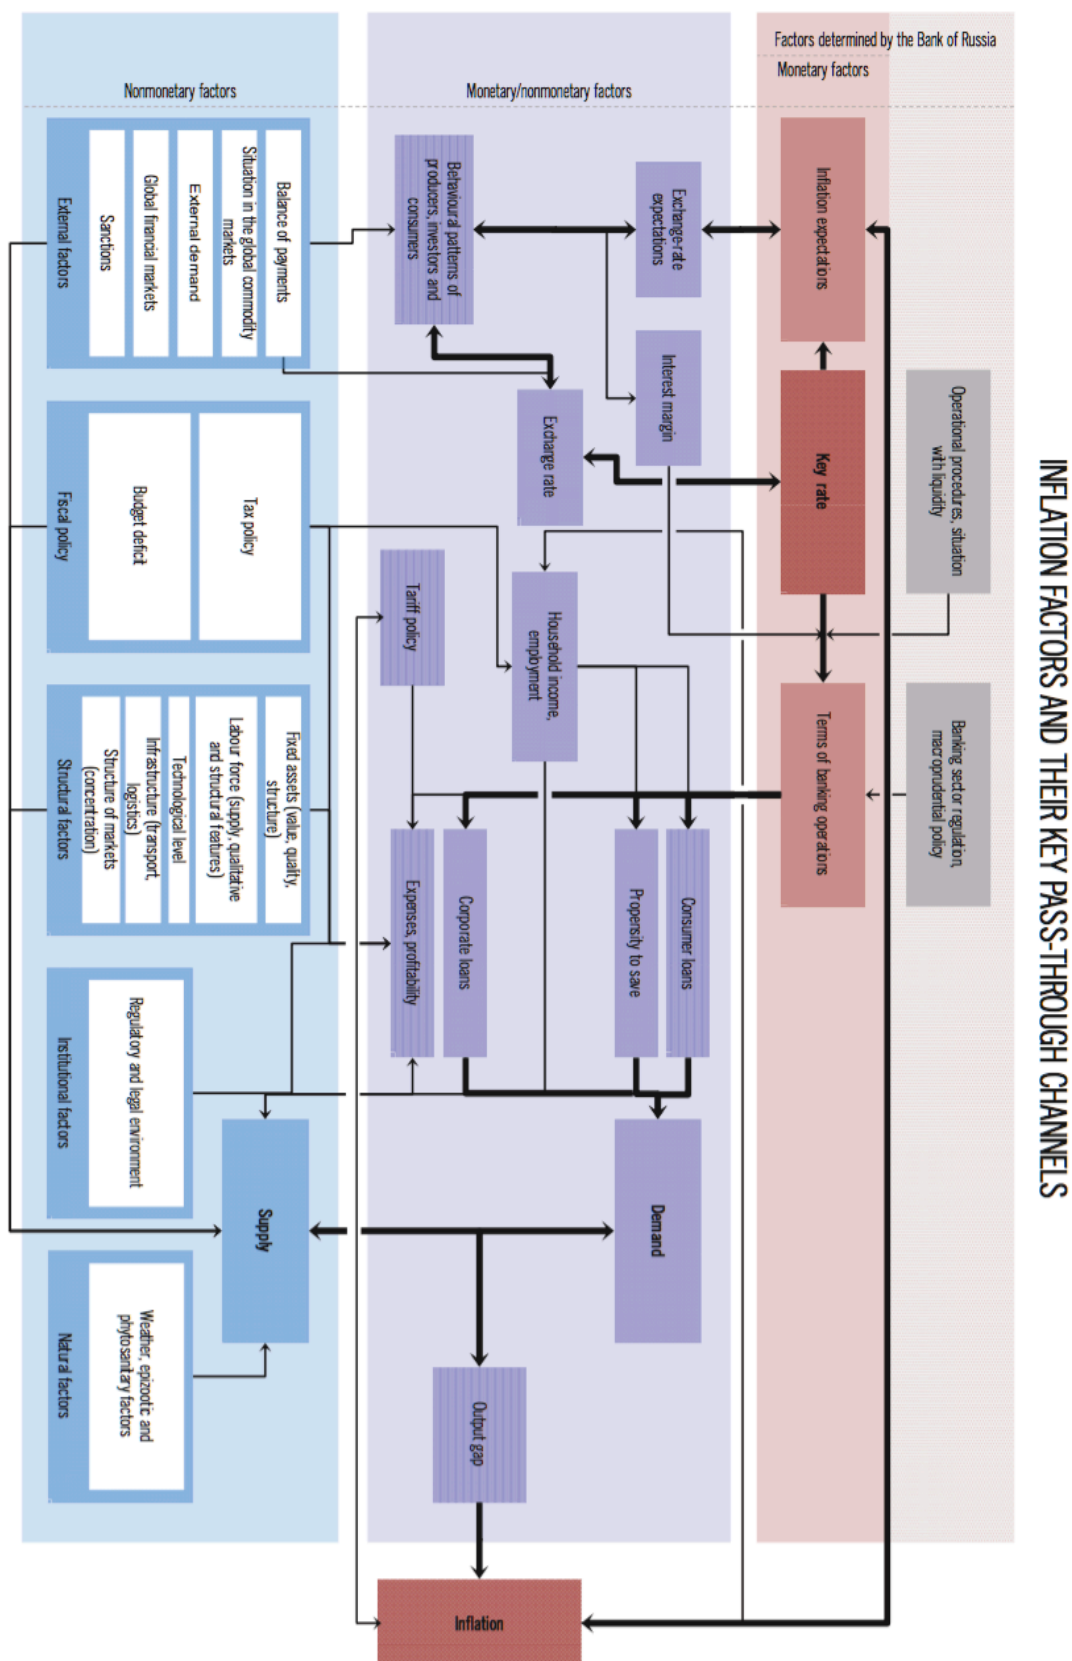 INFLATION FACTORS AND THEIR KEY PASS-THROUGH CHANNELS
Factors determined by the Bank of Russia
Monetary factors
Monetary/nonmonetary factors
Nonmonetary factors
Operational procedures, situation
with liquidity
Banking sector regulation,
macroprudential policy
Inflation expectations
Key rate
Terms of banking operations
Exchange-rate
expectations
Interest margin
Behavioural patterns of
producers, investors and
consumers
Exchange rate
Household income,
employment
Tariff policy
Consumer loans
Propensity to save
Corporate loans
Expenses, profitability
Demand
Output gap
Inflation
Supply
Balance of payments
Situation in the global commodity
markets
External demand
Global financial markets
Sanctions
External factors
Tax policy
Budget deficit
Fiscal policy
Fixed assets (value, quality,
structure)
Labour force (supply, qualitative
and structural features)
Technological level
Infrastructure (transport,
logistics)
Structure of markets
(concentration)
Structural factors
Regulatory and legal environment
Institutional factors
Weather, epizootic and
phytosanitary factors
Natural factors